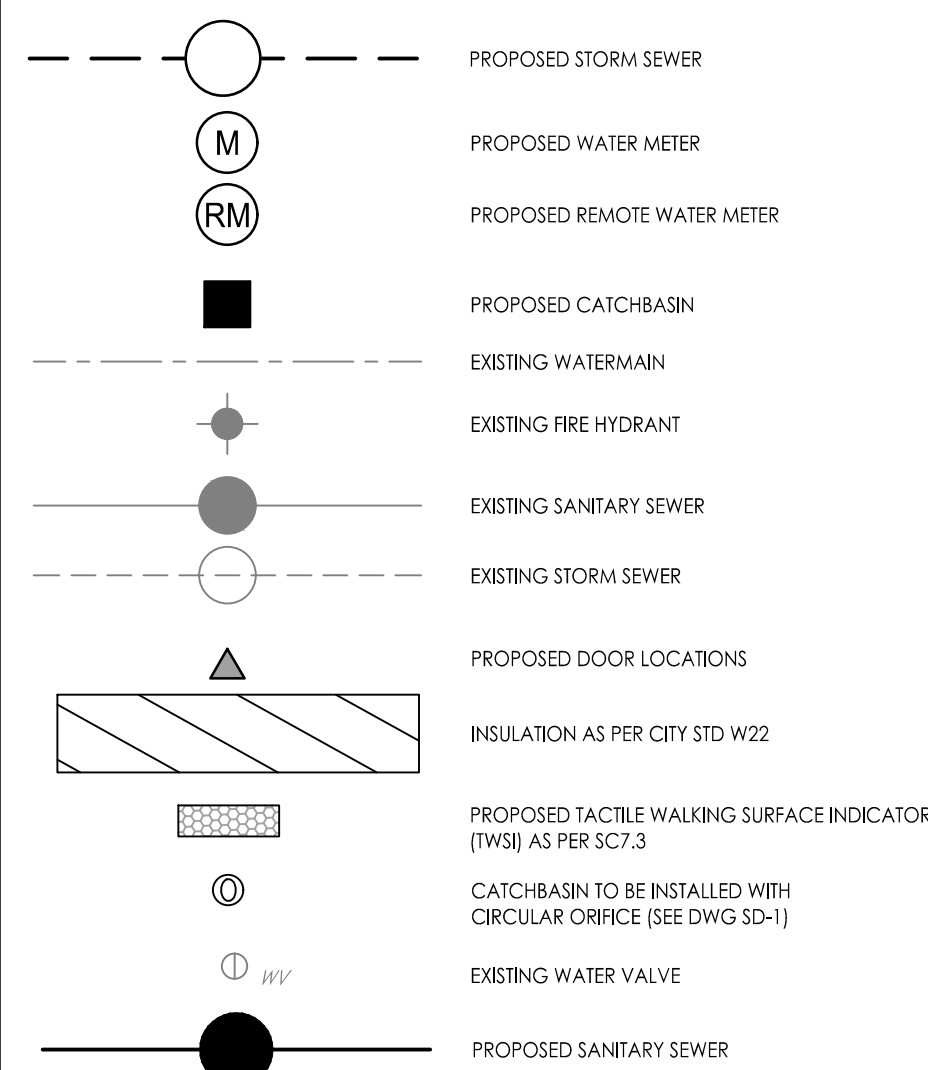 PROPOSED STORM SEWER
M
PROPOSED WATER METER
RM
PROPOSED REMOTE WATER METER
PROPOSED CATCHBASIN
EXISTING WATERMAIN
EXISTING FIRE HYDRANT
EXISTING SANITARY SEWER
EXISTING STORM SEWER
PROPOSED DOOR LOCATIONS
INSULATION AS PER CITY STD W22
PROPOSED TACTILE WALKING SURFACE INDICATOR
(TWSI) AS PER SC7.3
CATCHBASIN TO BE INSTALLED WITH
CIRCULAR ORIFICE (SEE DWG SD-1)
WV
EXISTING WATER VALVE
PROPOSED SANITARY SEWER